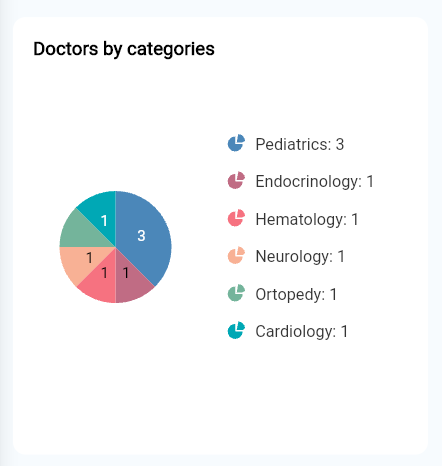 Doctors by categories
Pediatrics: 3
Endocrinology: 1
Hematology: 1
Neurology: 1
Ortopedy: 1
Cardiology: 1
1
3
1
1
1